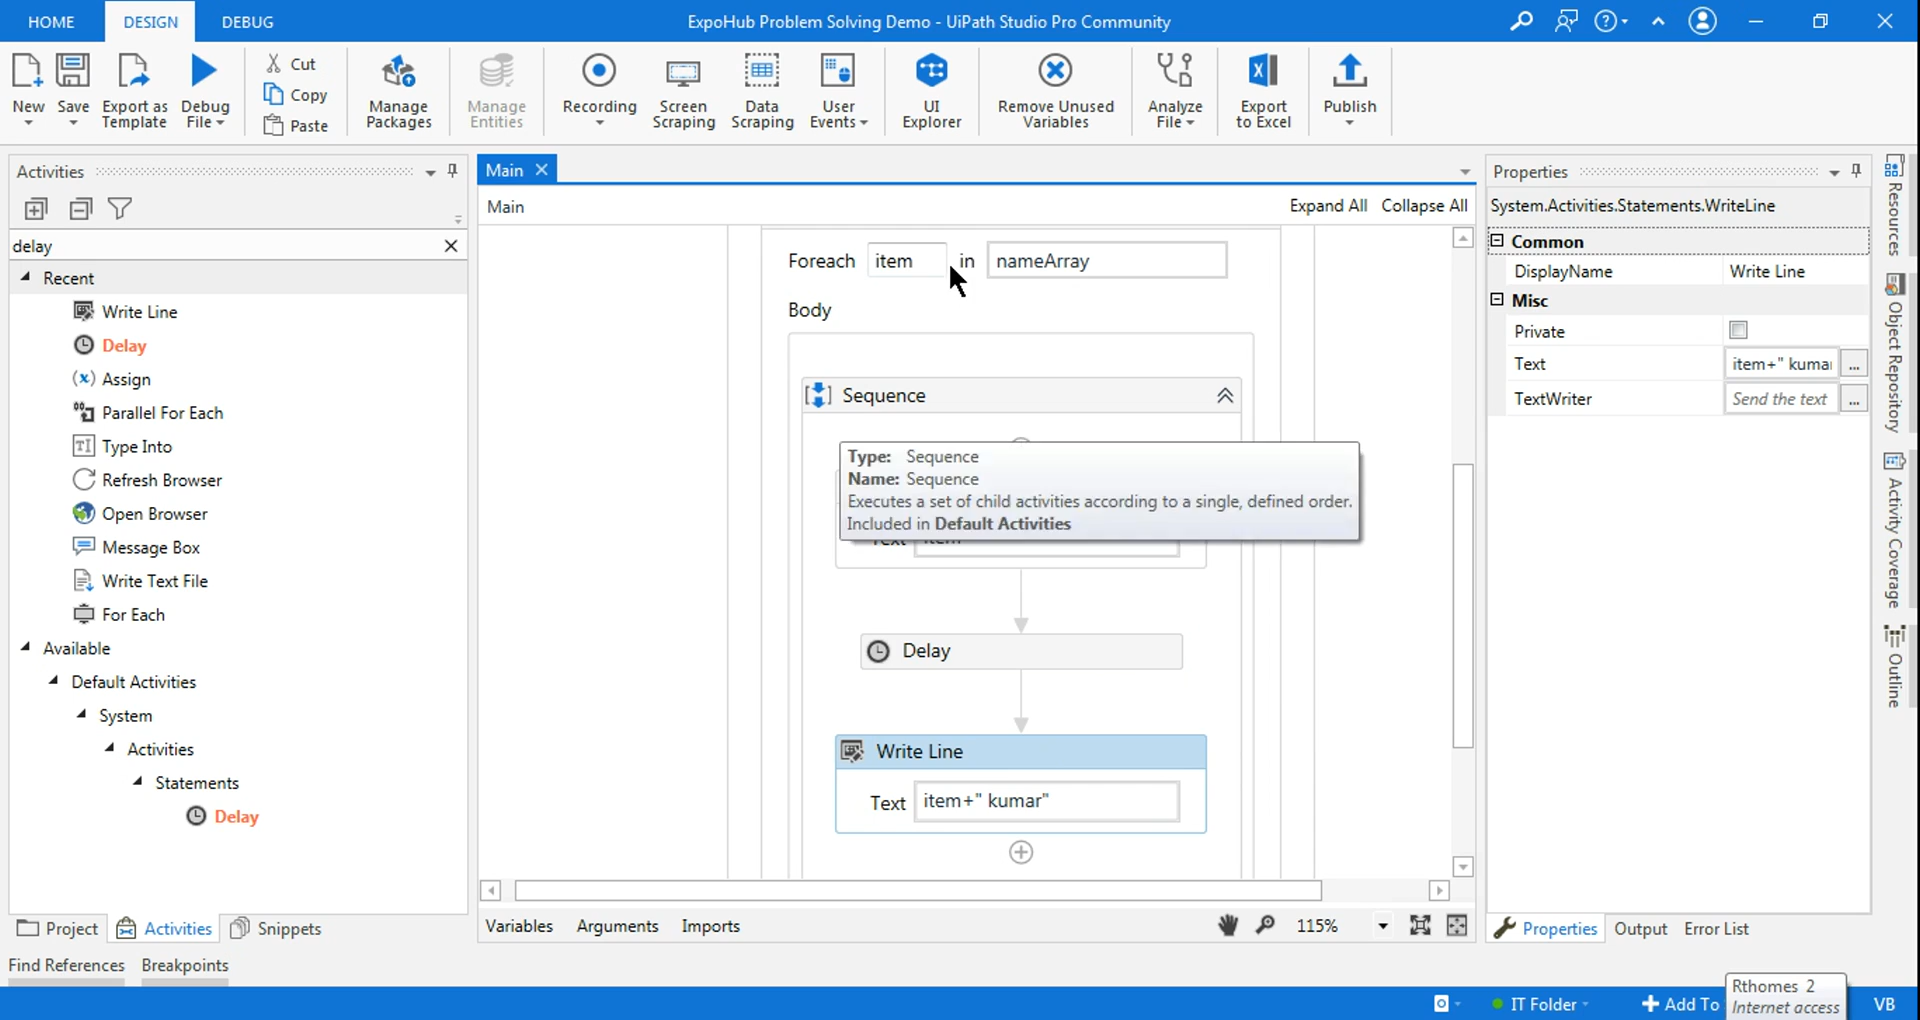 HOME
DESIGN
DEBUG
ExpoHub Problem Solving Demo - UiPath Studio Pro Community
New
Save
Export as Template
Debug File
Cut
Copy
Paste
Manage Packages
Manage Entities
Recording
Screen Scraping
Data Scraping
User Events
UI Explorer
Remove Unused Variables
Analyze File
Export to Excel
Publish
Activities
delay
Recent
Write Line
Delay
Assign
Parallel For Each
Type Into
Refresh Browser
Open Browser
Message Box
Write Text File
For Each
Available
Default Activities
System
Activities
Statements
Delay
Project
Activities
Snippets
Find References
Breakpoints
Main
Main
Expand All
Collapse All
Foreach item in nameArray
Body
Sequence
Type: Sequence
Name: Sequence
Executes a set of child activities according to a single, defined order.
Included in Default Activities
Delay
Write Line
Text item+" kumar"
Variables
Arguments
Imports
115%
Properties
System.Activities.Statements.WriteLine
Common
DisplayName Write Line
Misc
Private
Text item+" kumar
TextWriter Send the text
Properties
Output
Error List
Resources
Object Repository
Activity Coverage
Outline
IT Folder
Add To
Rthomes 2
Internet access
VB